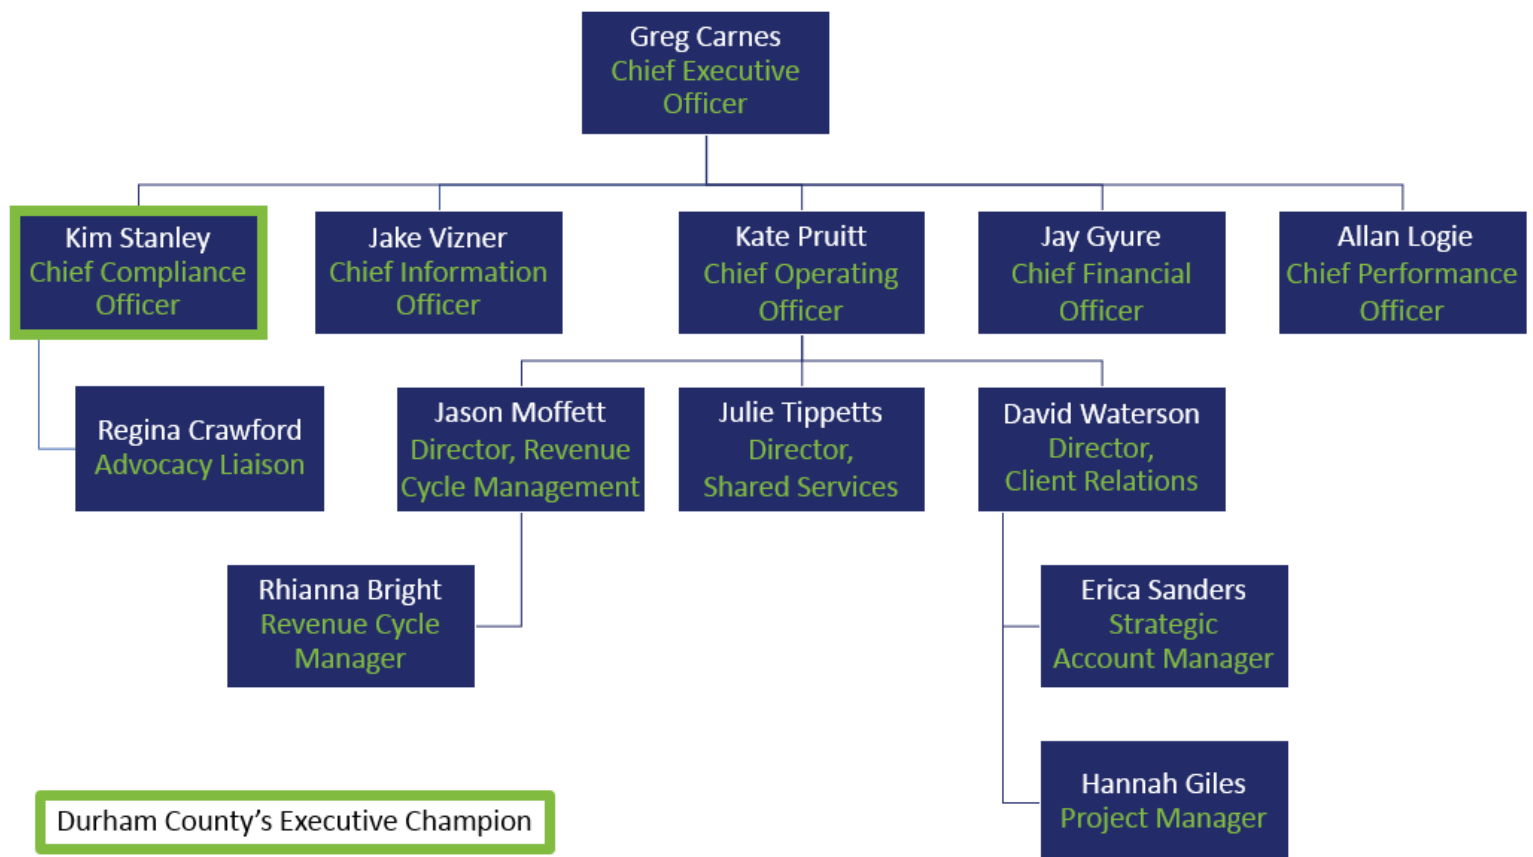 Greg Carnes
Chief Executive
Officer
Kim Stanley
Chief Compliance
Officer
Jake Vizner
Chief Information
Officer
Kate Pruitt
Chief Operating
Officer
Jay Gyure
Chief Financial
Officer
Allan Logie
Chief Performance
Officer
Regina Crawford
Advocacy Liaison
Jason Moffett
Director, Revenue
Cycle Management
Julie Tippetts
Director,
Shared Services
David Waterson
Director,
Client Relations
Rhianna Bright
Revenue Cycle
Manager
Erica Sanders
Strategic
Account Manager
Hannah Giles
Project Manager
Durham County’s Executive Champion